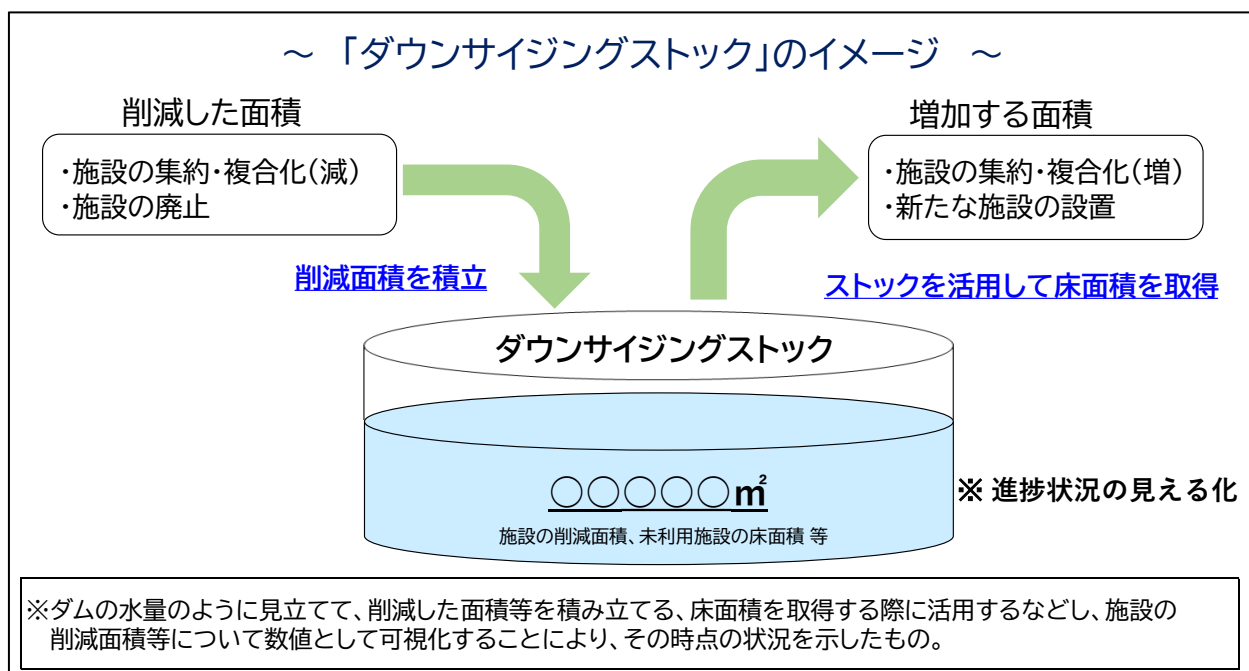 ～ 「ダウンサイジングストック」のイメージ ～
削減した面積
・施設の集約・複合化（減）
・施設の廃止
増加する面積
・施設の集約・複合化（増）
・新たな施設の設置
削減面積を積立
ストックを活用して床面積を取得
ダウンサイジングストック
○○○○○㎡
施設の削減面積、未利用施設の床面積 等
※ 進捗状況の見える化
※ダムの水量のように見立てて、削減した面積等を積み立てる、床面積を取得する際に活用するなどし、施設の
削減面積等について数値として可視化することにより、その時点の状況を示したもの。